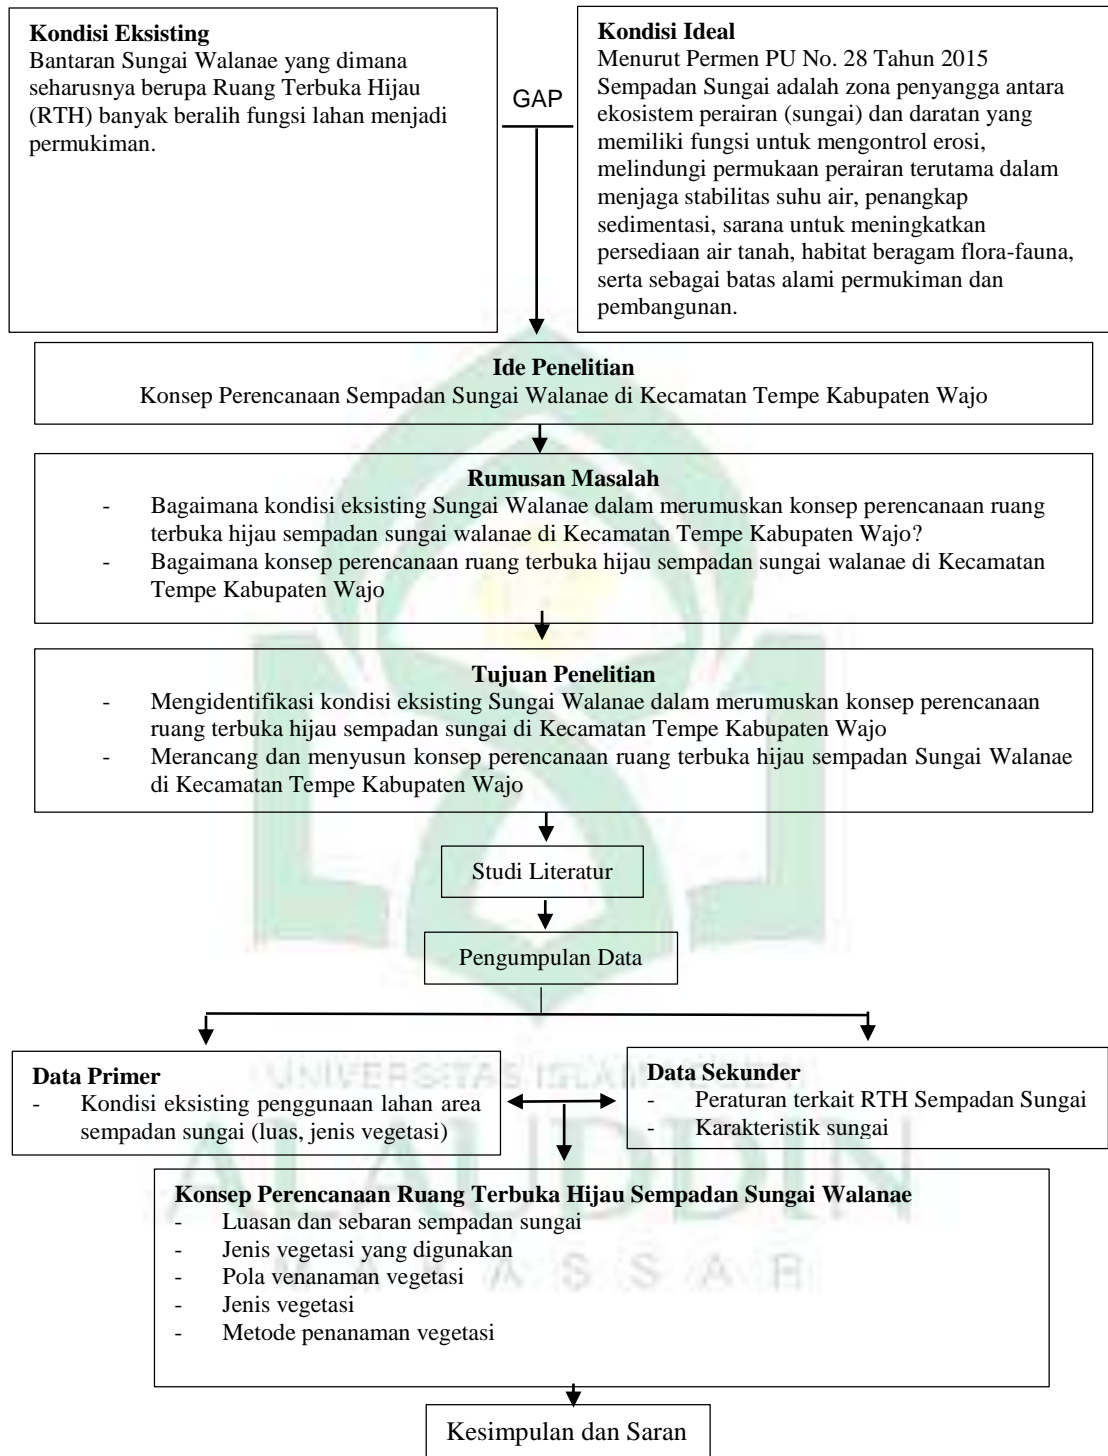 Kondisi Eksisting
Bantaran Sungai Walanae yang dimana
seharusnya berupa Ruang Terbuka Hijau
(RTH) banyak beralih fungsi lahan menjadi
permukiman.
GAP
Kondisi Ideal
Menurut Permen PU No. 28 Tahun 2015
Sempadan Sungai adalah zona penyangga antara
ekosistem perairan (sungai) dan daratan yang
memiliki fungsi untuk mengontrol erosi,
melindungi permukaan perairan terutama dalam
menjaga stabilitas suhu air, penangkap
sedimentasi, sarana untuk meningkatkan
persediaan air tanah, habitat beragam flora-fauna,
serta sebagai batas alami permukiman dan
pembangunan.
Ide Penelitian
Konsep Perencanaan Sempadan Sungai Walanae di Kecamatan Tempe Kabupaten Wajo
Rumusan Masalah
- Bagaimana kondisi eksisting Sungai Walanae dalam merumuskan konsep perencanaan ruang
terbuka hijau sempadan sungai walanae di Kecamatan Tempe Kabupaten Wajo?
- Bagaimana konsep perencanaan ruang terbuka hijau sempadan sungai walanae di Kecamatan
Tempe Kabupaten Wajo
Tujuan Penelitian
- Mengidentifikasi kondisi eksisting Sungai Walanae dalam merumuskan konsep perencanaan
ruang terbuka hijau sempadan sungai di Kecamatan Tempe Kabupaten Wajo
- Merancang dan menyusun konsep perencanaan ruang terbuka hijau sempadan Sungai Walanae
di Kecamatan Tempe Kabupaten Wajo
Studi Literatur
Pengumpulan Data
Data Primer
- Kondisi eksisting penggunaan lahan area
sempadan sungai (luas, jenis vegetasi)
Data Sekunder
- Peraturan terkait RTH Sempadan Sungai
- Karakteristik sungai
UNIVERSITAS ISLAM
ALAUDDIN
MAKASSAR
Konsep Perencanaan Ruang Terbuka Hijau Sempadan Sungai Walanae
- Luasan dan sebaran sempadan sungai
- Jenis vegetasi yang digunakan
- Pola venanaman vegetasi
- Jenis vegetasi
- Metode penanaman vegetasi
Kesimpulan dan Saran